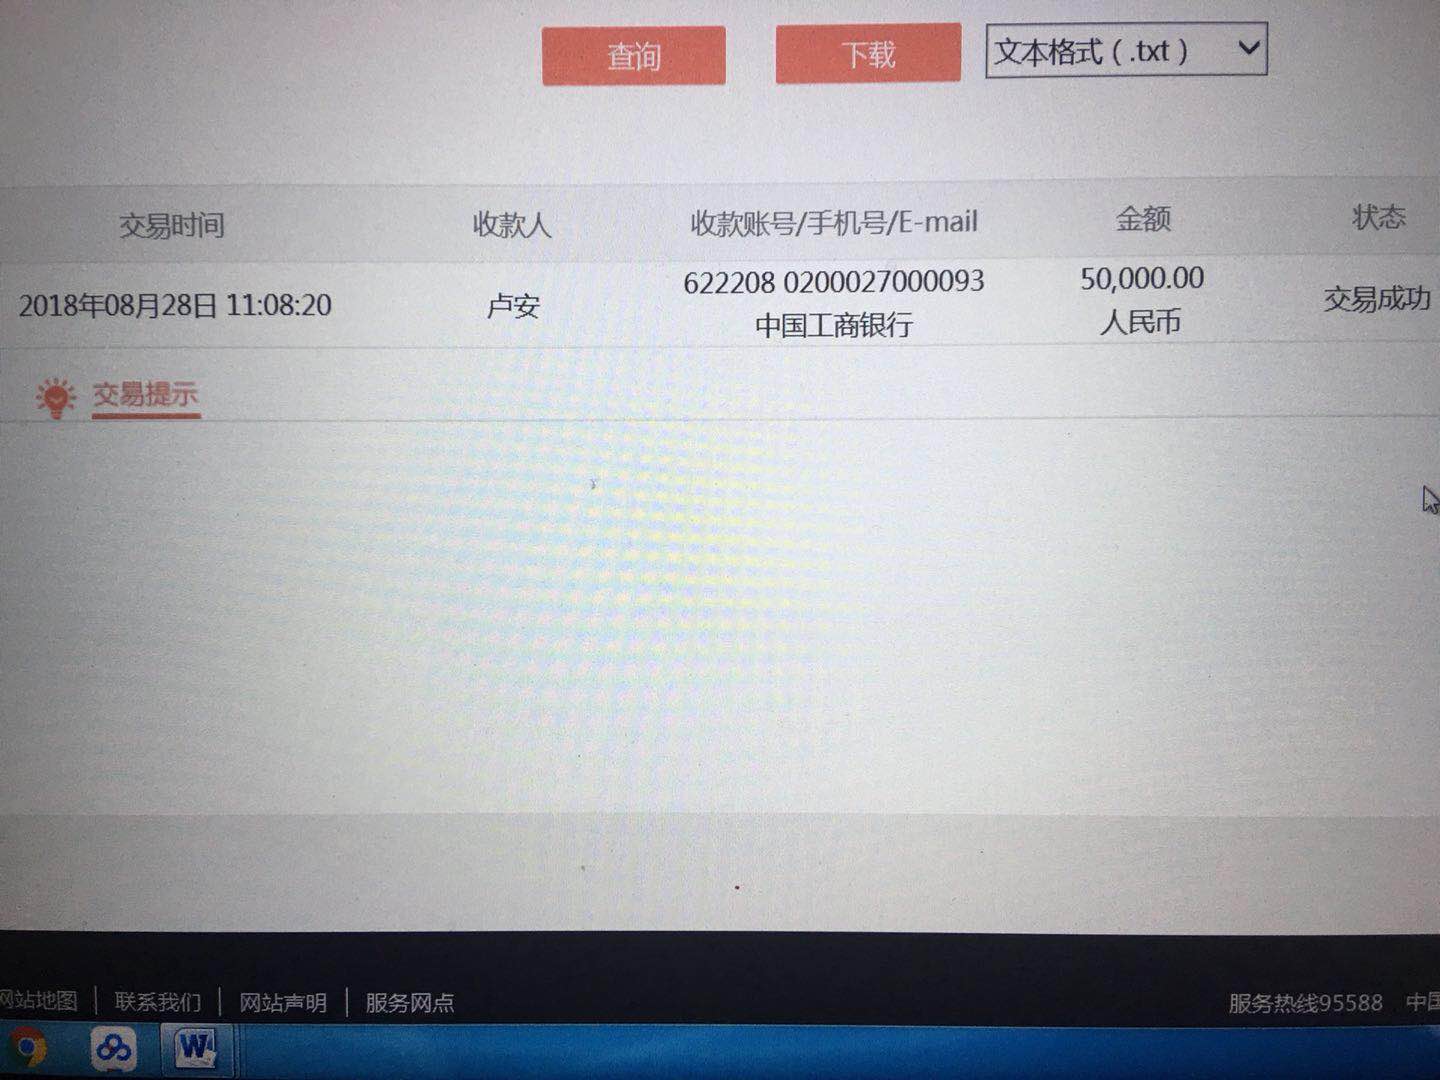 查询 下载 文本格式（.txt）
交易时间 收款人 收款账号/手机号/E-mail 金额 状态
2018年08月28日 11:08:20 卢安 622208 0200027000093 50,000.00 交易成功
中国工商银行 人民币
交易提示
网站地图 | 联系我们 | 网站声明 | 服务网点 服务热线95588 中国
W